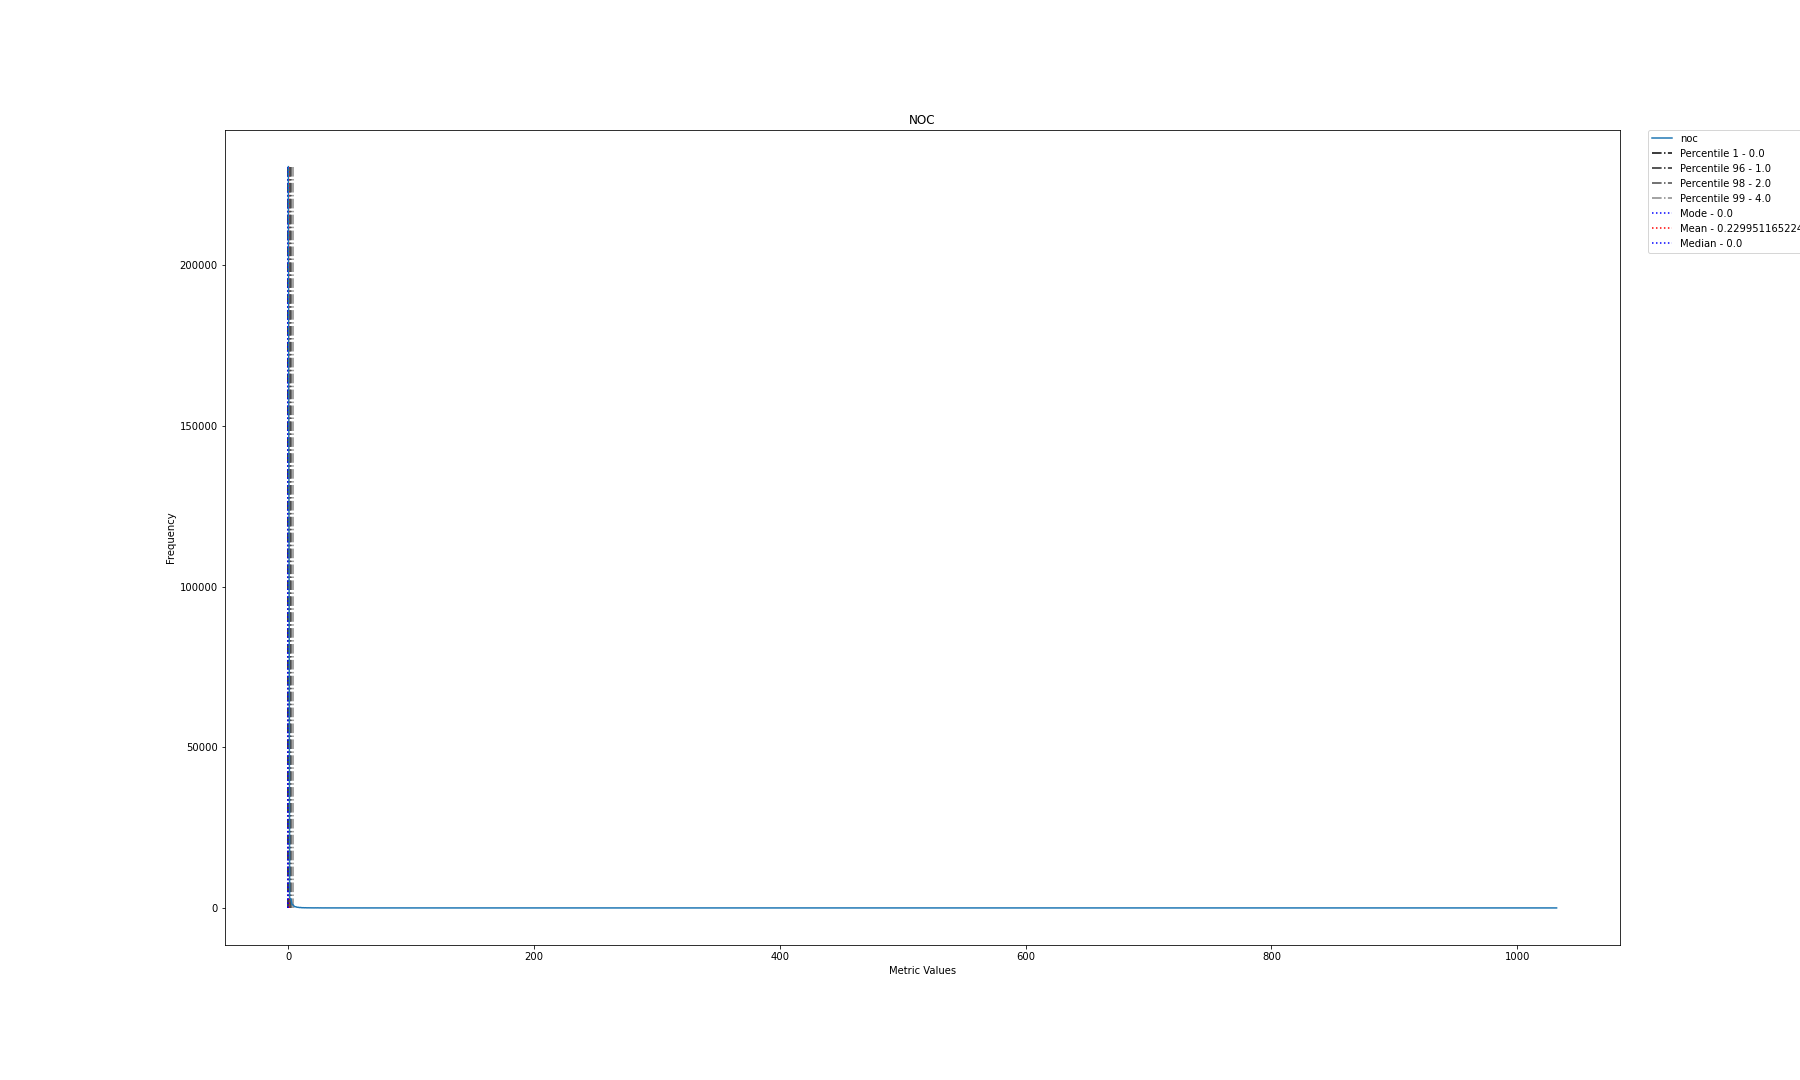 NOC
noc
Percentile 1 - 0.0
Percentile 96 - 1.0
Percentile 98 - 2.0
Percentile 99 - 4.0
Mode - 0.0
Mean - 0.229951165224
Median - 0.0
200000
150000
100000
50000
0
Frequency
0 200 400 600 800 1000
Metric Values